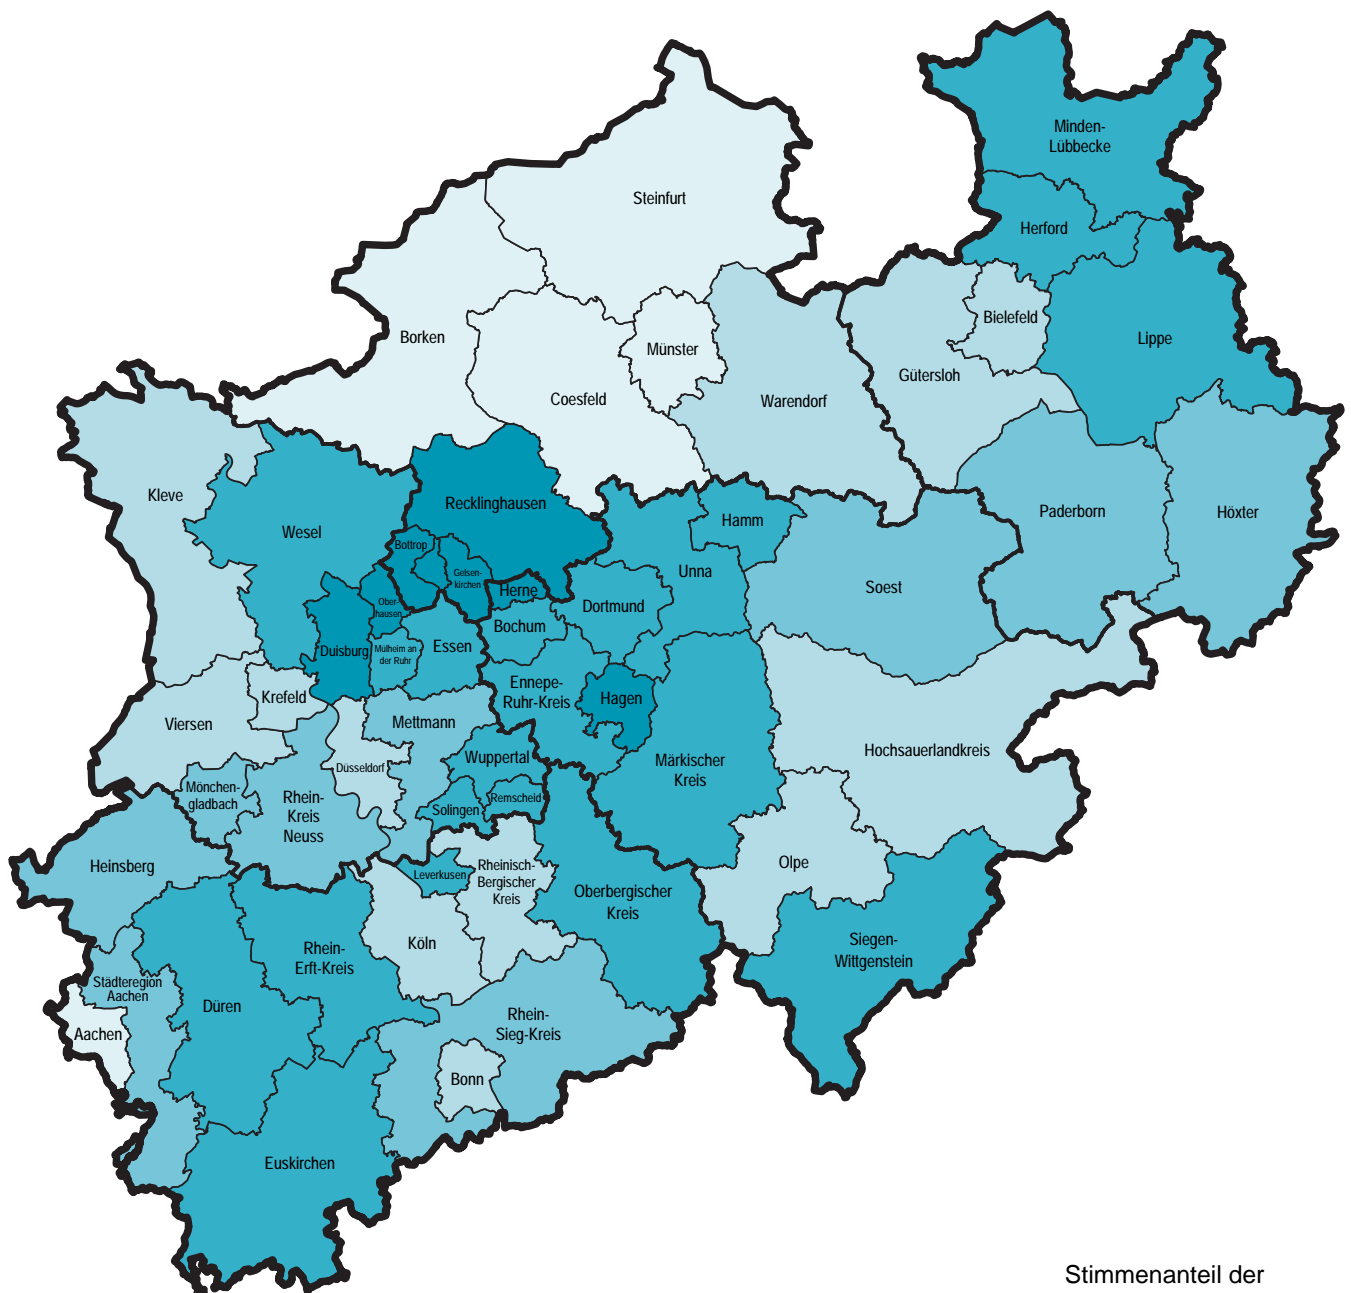 Minden-
Lübbecke
Steinfurt
Herford
Bielefeld
Lippe
Borken
Münster
Gütersloh
Coesfeld
Warendorf
Kleve
Recklinghausen
Wesel
Hamm
Paderborn
Höxter
Bottrop
Gelsen-
kirchen
Unna
Soest
Herne
Ober-
hausen
Dortmund
Bochum
Duisburg
Mülheim an
der Ruhr
Essen
Ennepe-
Ruhr-Kreis
Hagen
Krefeld
Viersen
Mettmann
Hochsauerlandkreis
Wuppertal
Düsseldorf
Märkischer
Kreis
Mönchen-
gladbach
Rhein-
Kreis
Neuss
Remscheid
Solingen
Heinsberg
Leverkusen
Rheinisch-
Bergischer
Kreis
Olpe
Oberbergischer
Kreis
Köln
Rhein-
Erft-Kreis
Siegen-
Wittgenstein
Städteregion
Aachen
Düren
Rhein-
Sieg-Kreis
Aachen
Bonn
Euskirchen
Stimmenanteil der